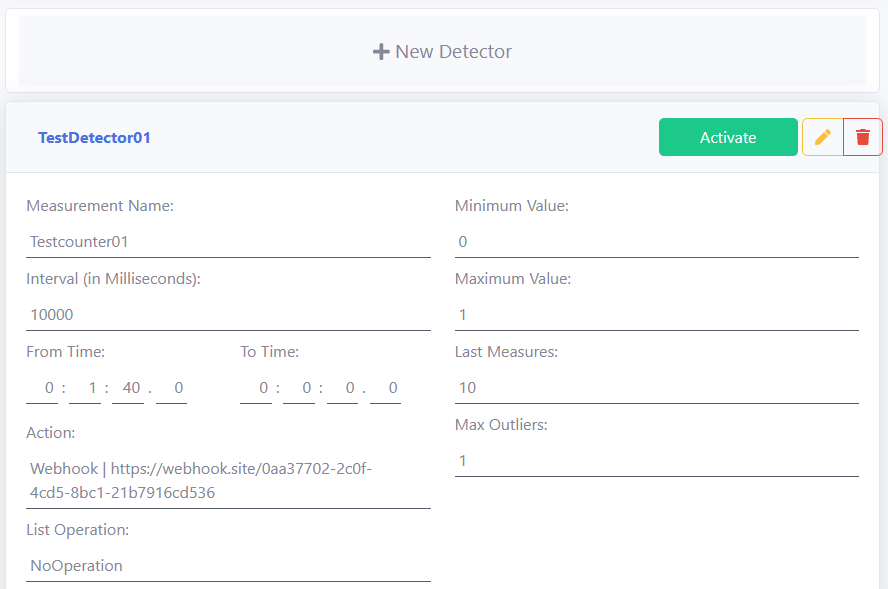 New Detector
TestDetector01
Activate
Measurement Name:
Testcounter01
Interval (in Milliseconds):
10000
From Time:
To Time:
0 : 1 : 40 . 0
0 : 0 : 0 . 0
Action:
Webhook | https://webhook.site/0aa37702-2c0f-
4cd5-8bc1-21b7916cd536
List Operation:
NoOperation
Minimum Value:
0
Maximum Value:
1
Last Measures:
10
Max Outliers:
1